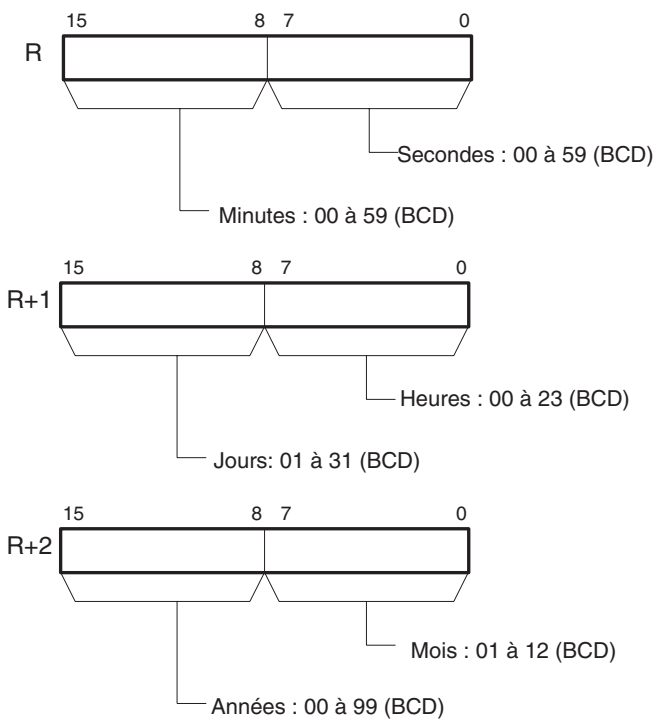 15 8 7 0
R
Secondes : 00 à 59 (BCD)
Minutes : 00 à 59 (BCD)
15 8 7 0
R+1
Heures : 00 à 23 (BCD)
Jours: 01 à 31 (BCD)
15 8 7 0
R+2
Mois : 01 à 12 (BCD)
Années : 00 à 99 (BCD)